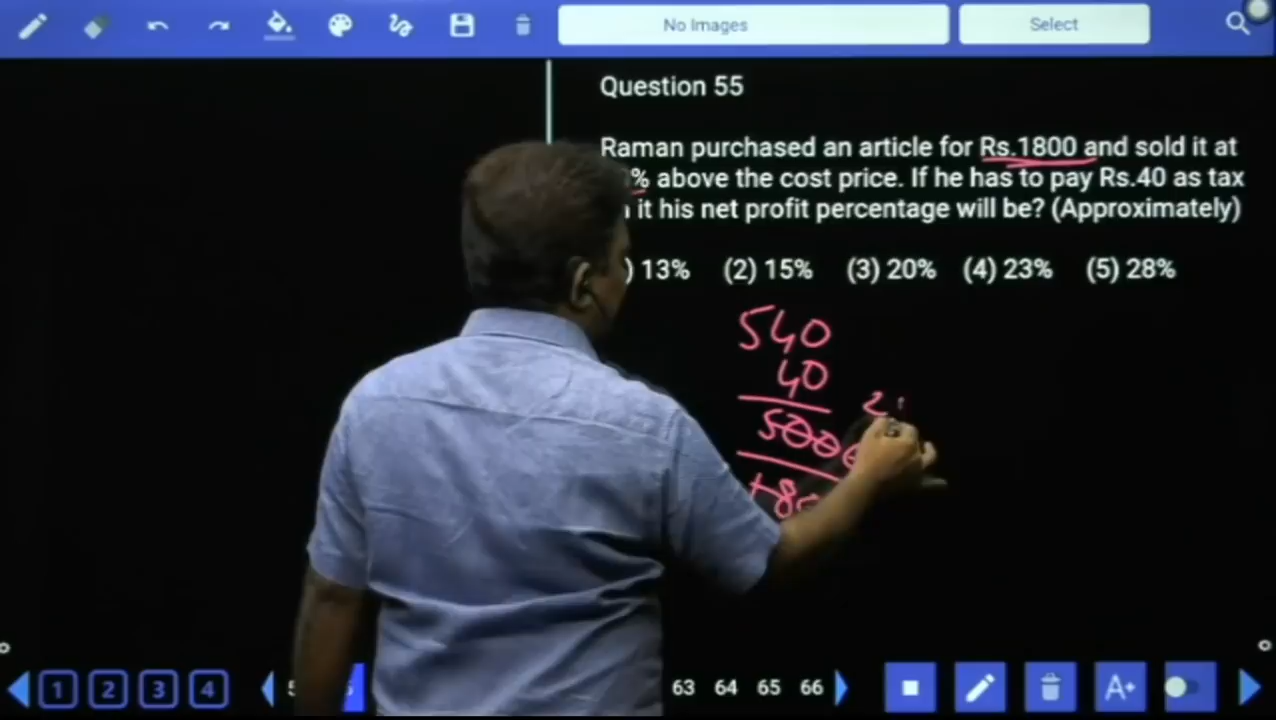 No Images
Select
Question 55
Raman purchased an article for Rs.1800 and sold it at
% above the cost price. If he has to pay Rs.40 as tax
it his net profit percentage will be? (Approximately)
) 13% (2) 15% (3) 20% (4) 23% (5) 28%
540
40
500
180
1 2 3 4 63 64 65 66 A+